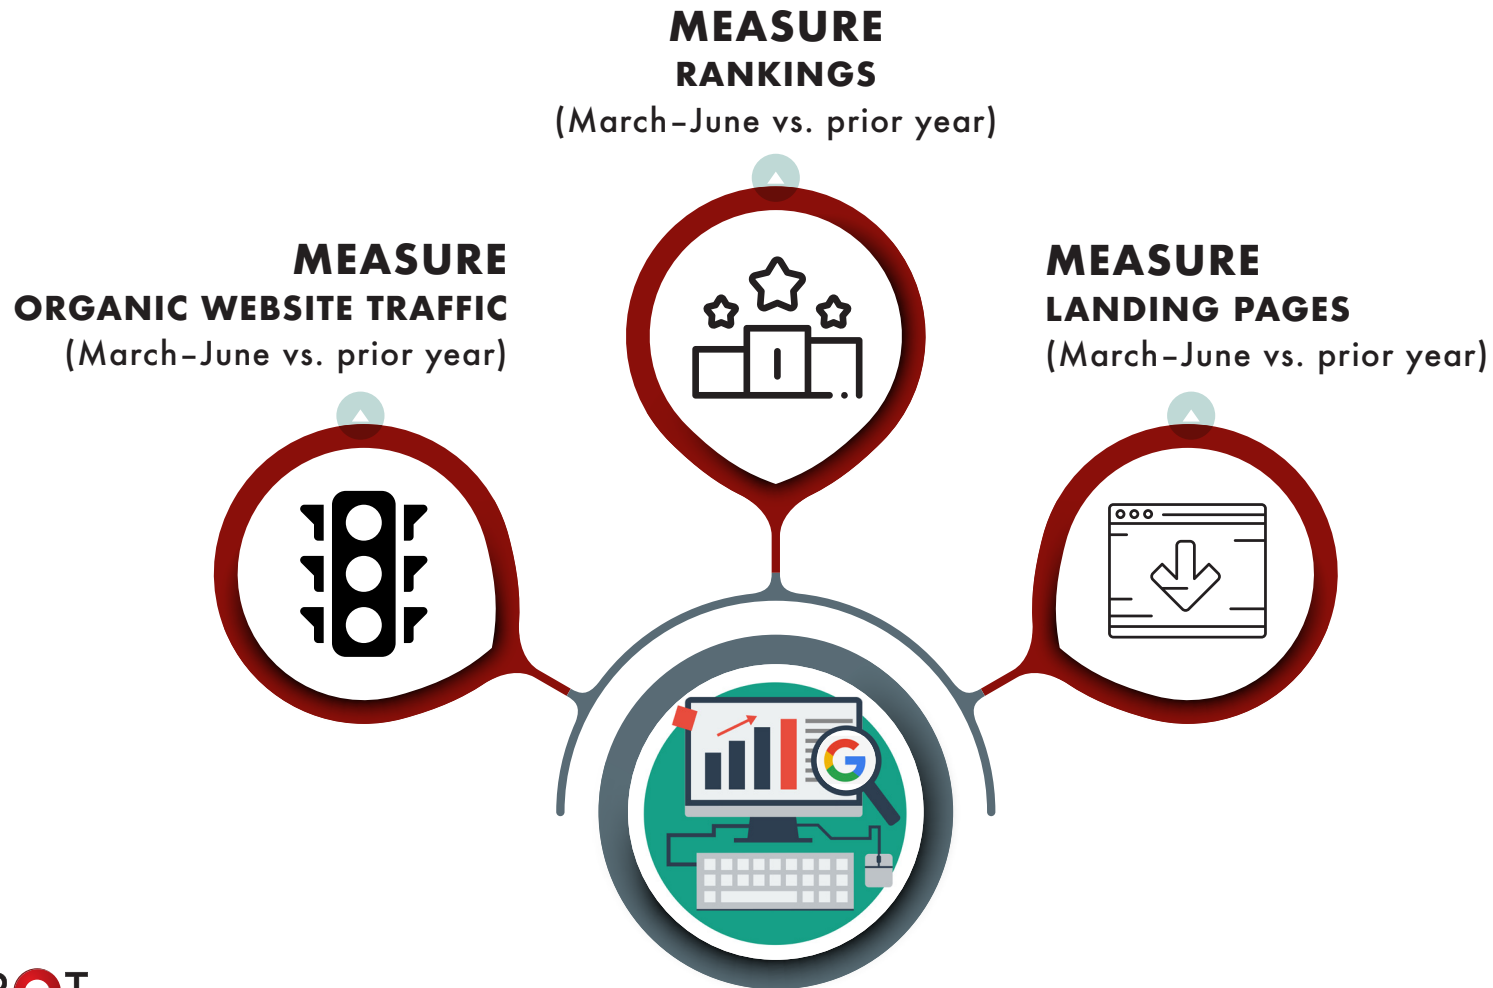 MEASURE
RANKINGS
(March–June vs. prior year)
MEASURE
ORGANIC WEBSITE TRAFFIC
(March–June vs. prior year)
MEASURE
LANDING PAGES
(March–June vs. prior year)
1
G